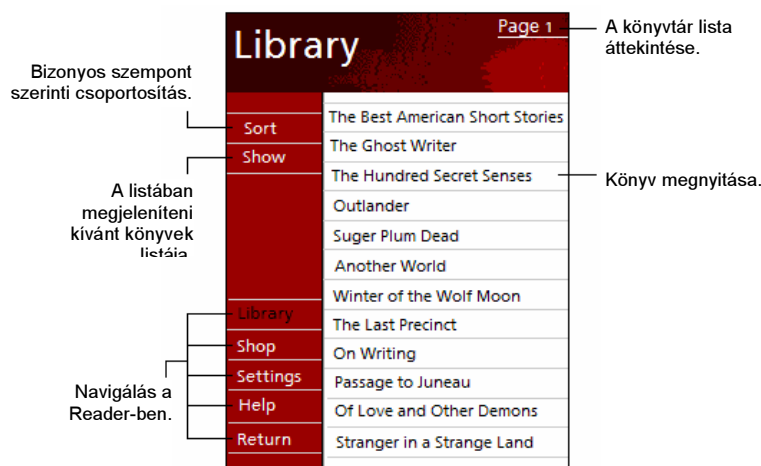 Library
Page 1
A könyvtár lista
áttekintése.
Bizonyos szempont
szerinti csoportosítás.
Sort
Show
A listában
megjeleníteni
kívánt könyvek
listája.
The Best American Short Stories
The Ghost Writer
The Hundred Secret Senses
Könyv megnyitása.
Outlander
Suger Plum Dead
Another World
Winter of the Wolf Moon
The Last Precinct
On Writing
Passage to Juneau
Of Love and Other Demons
Stranger in a Strange Land
Library
Shop
Settings
Help
Return
Navigálás a
Reader-ben.